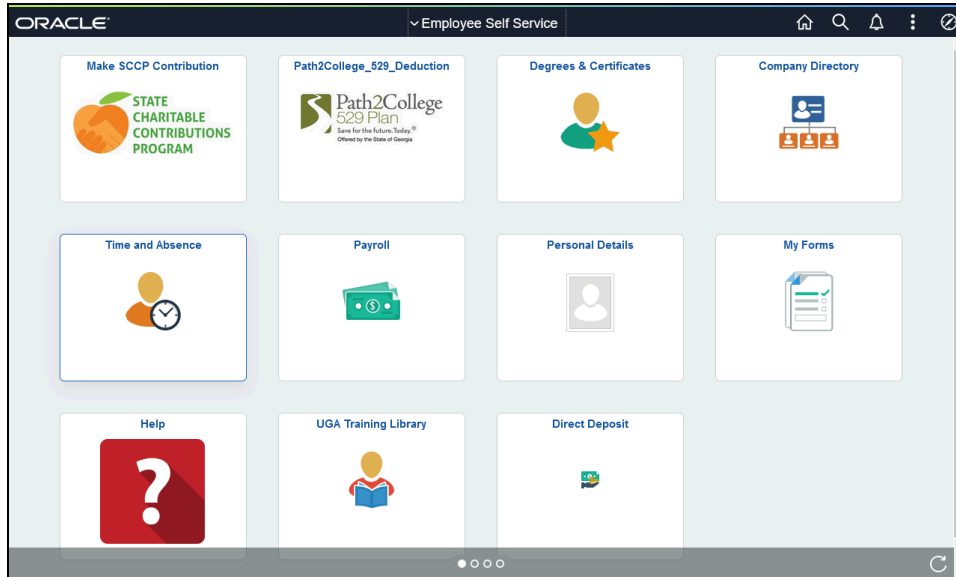 ORACLE
Employee Self Service
Make SCCP Contribution
STATE
CHARITABLE
CONTRIBUTIONS
PROGRAM
Path2College_529_Deduction
Path2College
529 Plan
Save for the future. Today.®
Offered by the State of Georgia
Degrees & Certificates
Company Directory
Time and Absence
Payroll
$
Personal Details
My Forms
Help
?
UGA Training Library
Direct Deposit